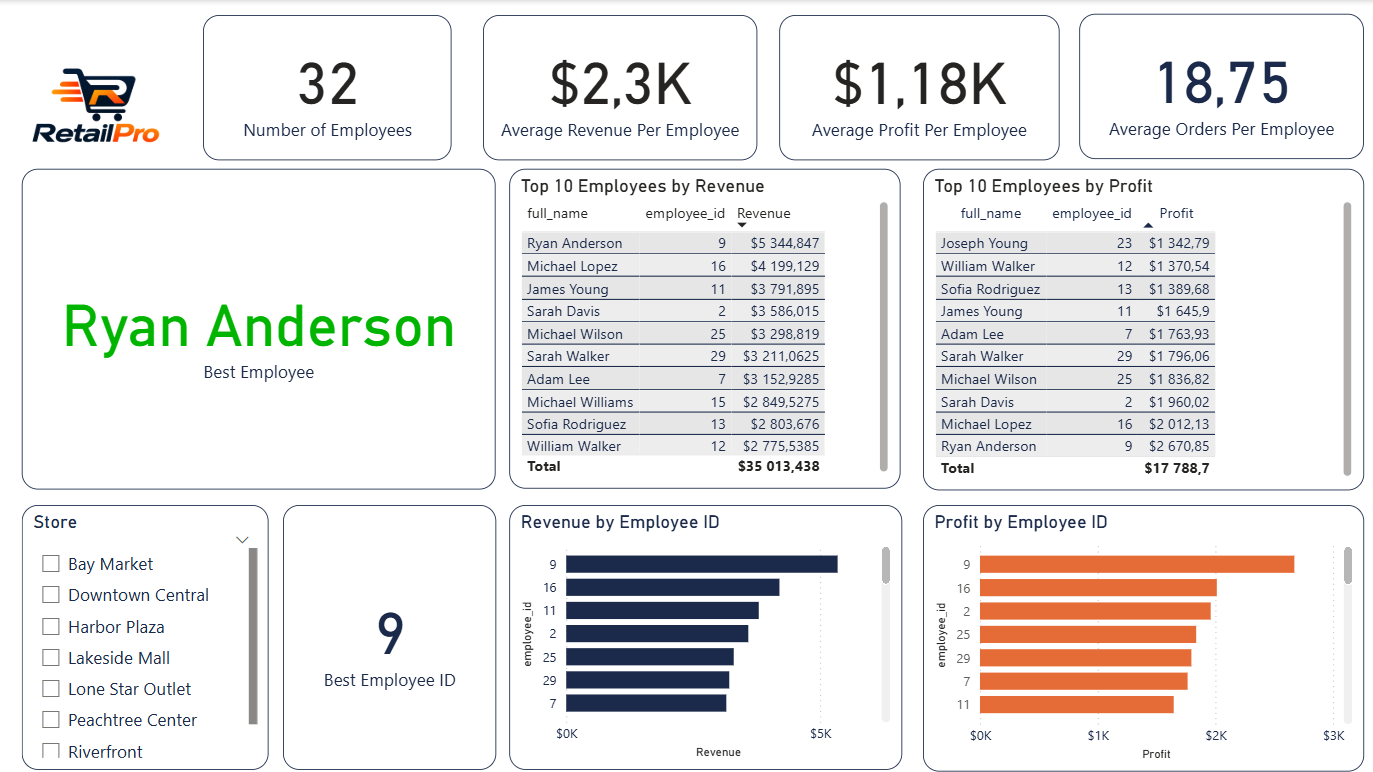 RetailPro
32
Number of Employees
$2,3K
Average Revenue Per Employee
$1,18K
Average Profit Per Employee
18,75
Average Orders Per Employee
Ryan Anderson
Best Employee
Top 10 Employees by Revenue
full_name employee_id Revenue
Ryan Anderson 9 $5 344,847
Michael Lopez 16 $4 199,129
James Young 11 $3 791,895
Sarah Davis 2 $3 586,015
Michael Wilson 25 $3 298,819
Sarah Walker 29 $3 211,0625
Adam Lee 7 $3 152,9285
Michael Williams 15 $2 849,5275
Sofia Rodriguez 13 $2 803,676
William Walker 12 $2 775,5385
Total $35 013,438
Top 10 Employees by Profit
full_name employee_id Profit
Joseph Young 23 $1 342,79
William Walker 12 $1 370,54
Sofia Rodriguez 13 $1 389,68
James Young 11 $1 645,9
Adam Lee 7 $1 763,93
Sarah Walker 29 $1 796,06
Michael Wilson 25 $1 836,82
Sarah Davis 2 $1 960,02
Michael Lopez 16 $2 012,13
Ryan Anderson 9 $2 670,85
Total $17 788,7
Store
Bay Market
Downtown Central
Harbor Plaza
Lakeside Mall
Lone Star Outlet
Peachtree Center
Riverfront
9
Best Employee ID
Revenue by Employee ID
employee_id
9
16
11
2
25
29
7
$0K $5K
Revenue
Profit by Employee ID
employee_id
9
16
2
25
29
7
11
$0K $1K $2K $3K
Profit